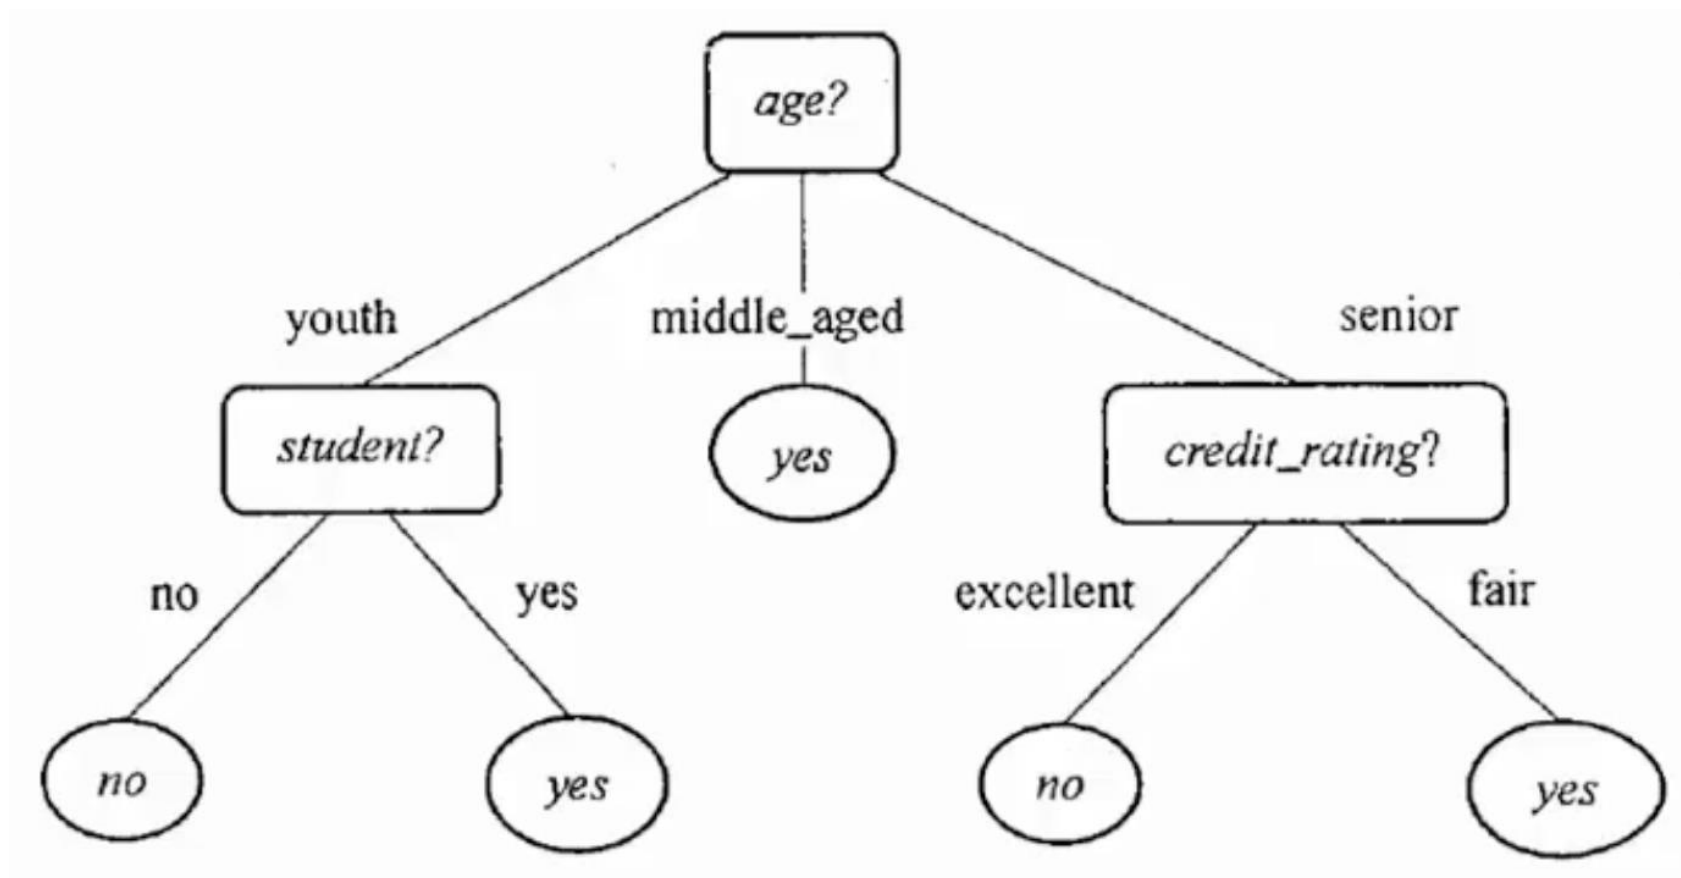 age?
youth middle_aged senior
student? yes credit_rating?
no yes excellent fair
no yes no yes